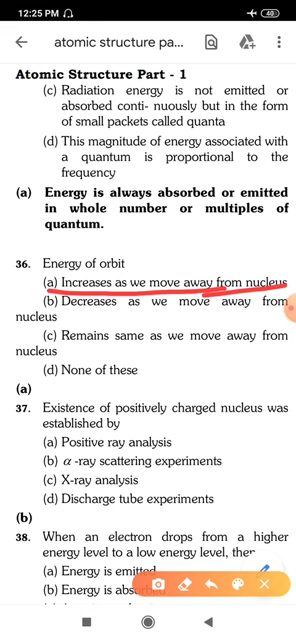 12:25 PM
40
atomic structure pa...
Atomic Structure Part - 1
(c) Radiation energy is not emitted or
absorbed conti- nuously but in the form
of small packets called quanta
(d) This magnitude of energy associated with
a quantum is proportional to the
frequency
(a) Energy is always absorbed or emitted
in whole number or multiples of
quantum.
36. Energy of orbit
(a) Increases as we move away from nucleus
(b) Decreases as we move away from
nucleus
(c) Remains same as we move away from
nucleus
(d) None of these
(a)
37. Existence of positively charged nucleus was
established by
(a) Positive ray analysis
(b) α -ray scattering experiments
(c) X-ray analysis
(d) Discharge tube experiments
(b)
38. When an electron drops from a higher
energy level to a low energy level, then
(a) Energy is emitted
(b) Energy is absorbed